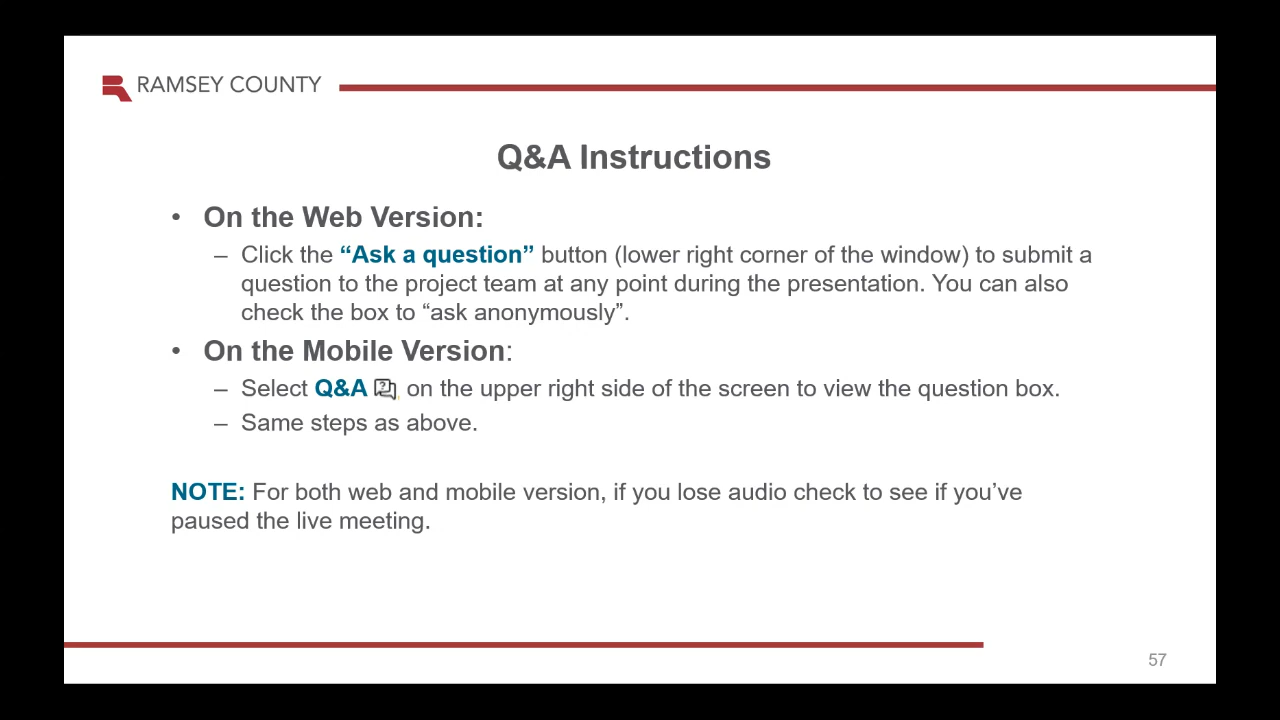 RAMSEY COUNTY
Q&A Instructions
• On the Web Version:
– Click the “Ask a question” button (lower right corner of the window) to submit a
question to the project team at any point during the presentation. You can also
check the box to “ask anonymously”.
• On the Mobile Version:
– Select Q&A on the upper right side of the screen to view the question box.
– Same steps as above.
NOTE: For both web and mobile version, if you lose audio check to see if you’ve
paused the live meeting.
57